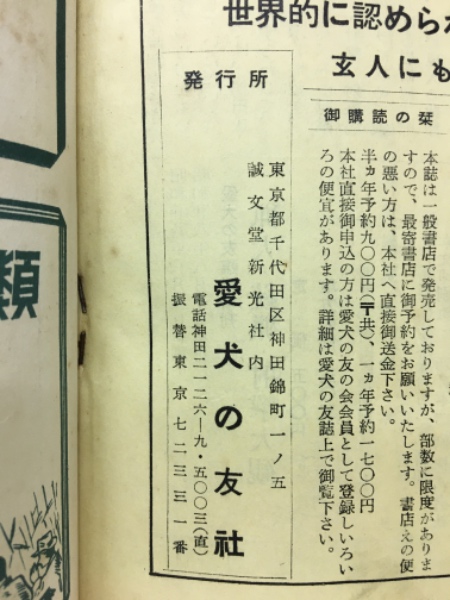 世界的に認めら
玄人にも
御購読の栞
本誌は一般書店で発売しておりますが、部数に限度がありま
すので、最寄書店に御予約をお願いいたします。書店えの便
の悪い方は、本社へ直接御送金下さい。
半ヵ年予約九〇〇円(〒共)、一ヵ年予約一七〇〇円
本社直接御申込の方は愛犬の友の会会員として登録しいろい
ろの便宜があります。詳細は愛犬の友誌上で御覧下さい。
発行所
東京都千代田区神田錦町一ノ五
誠文堂新光社内
愛犬の友社
電話神田二一二六—九・五〇〇三(直)
振替東京七二三三一番
類